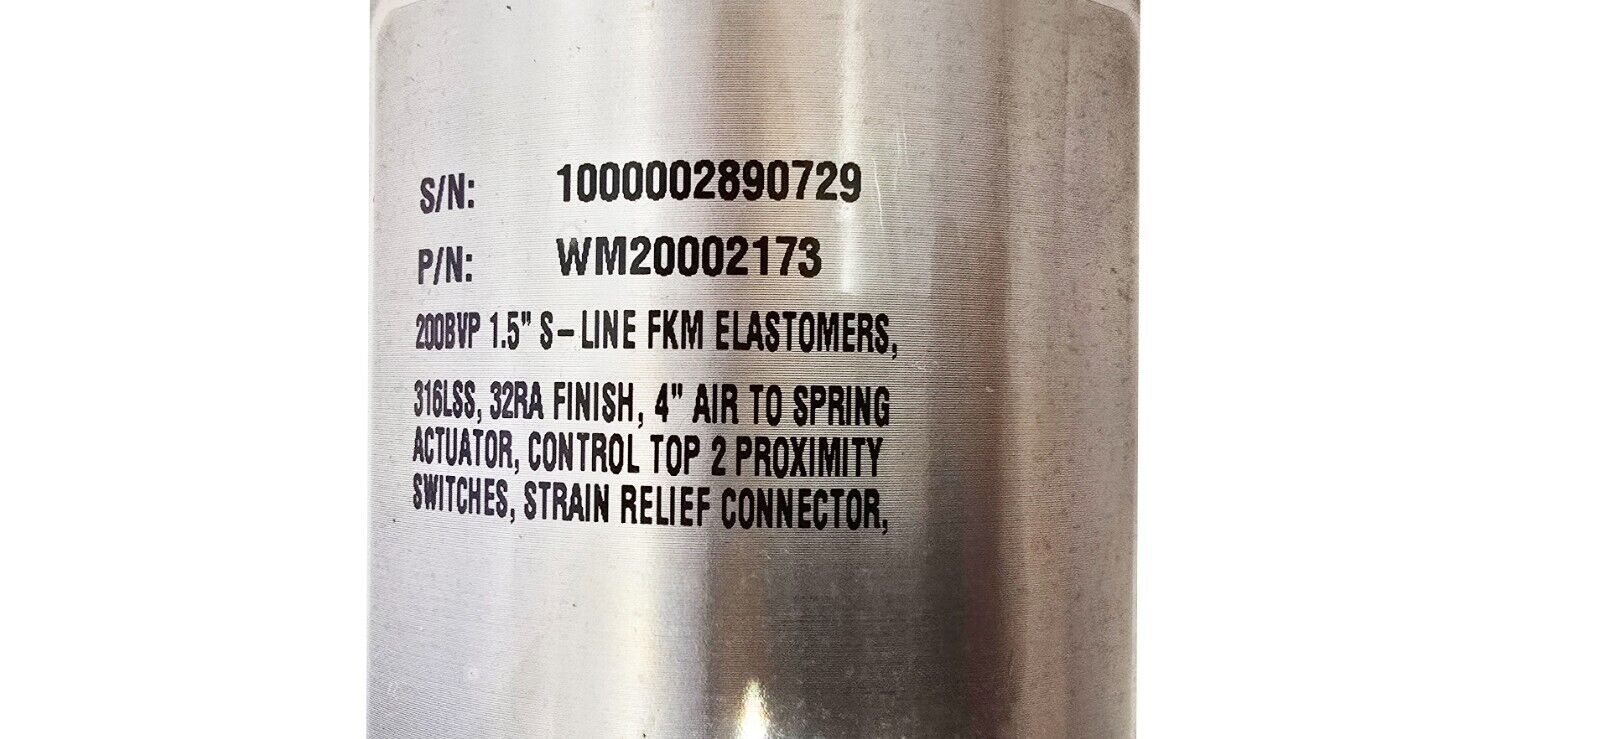 S/N: 1000002890729
P/N: WM20002173
200BVP 1.5" S-LINE FKM ELASTOMERS,
316LSS, 32RA FINISH, 4" AIR TO SPRING
ACTUATOR, CONTROL TOP 2 PROXIMITY
SWITCHES, STRAIN RELIEF CONNECTOR,